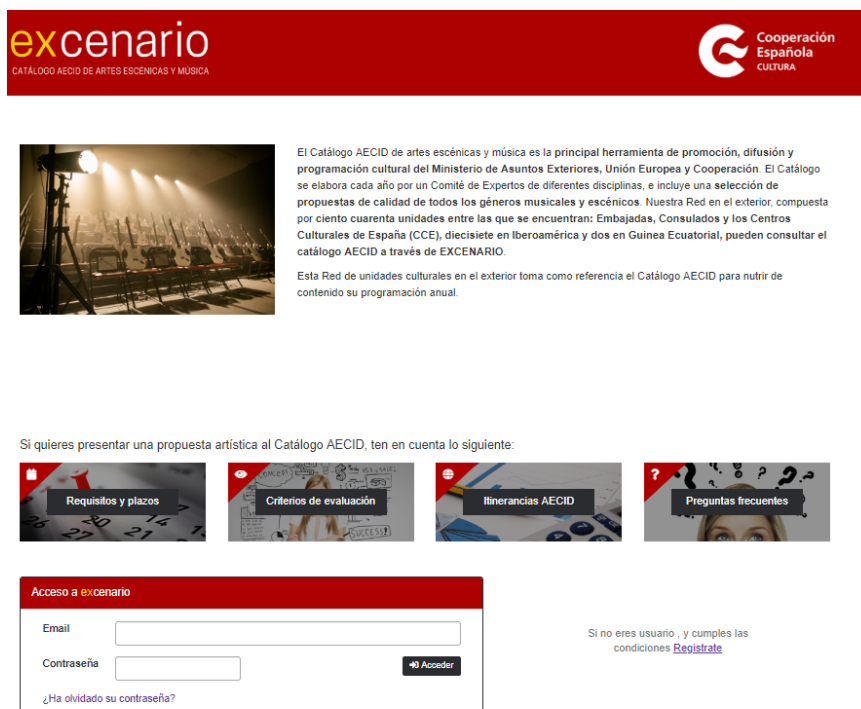 excenario
CATÁLOGO AECID DE ARTES ESCÉNICAS Y MÚSICA
Cooperación
Española
CULTURA
El Catálogo AECID de artes escénicas y música es la principal herramienta de promoción, difusión y
programación cultural del Ministerio de Asuntos Exteriores, Unión Europea y Cooperación. El Catálogo
se elabora cada año por un Comité de Expertos de diferentes disciplinas, e incluye una selección de
propuestas de calidad de todos los géneros musicales y escénicos. Nuestra Red en el exterior, compuesta
por ciento cuarenta unidades entre las que se encuentran: Embajadas, Consulados y los Centros
Culturales de España (CCE), diecisiete en Iberoamérica y dos en Guinea Ecuatorial, pueden consultar el
catálogo AECID a través de EXCENARIO.
Esta Red de unidades culturales en el exterior toma como referencia el Catálogo AECID para nutrir de
contenido su programación anual.
Si quieres presentar una propuesta artística al Catálogo AECID, ten en cuenta lo siguiente:
Requisitos y plazos
Criterios de evaluación
SUCCESS!
Itinerancias AECID
Preguntas frecuentes
Acceso a excenario
Email
Contraseña
Acceder
¿Ha olvidado su contraseña?
Si no eres usuario , y cumples las
condiciones Registrate